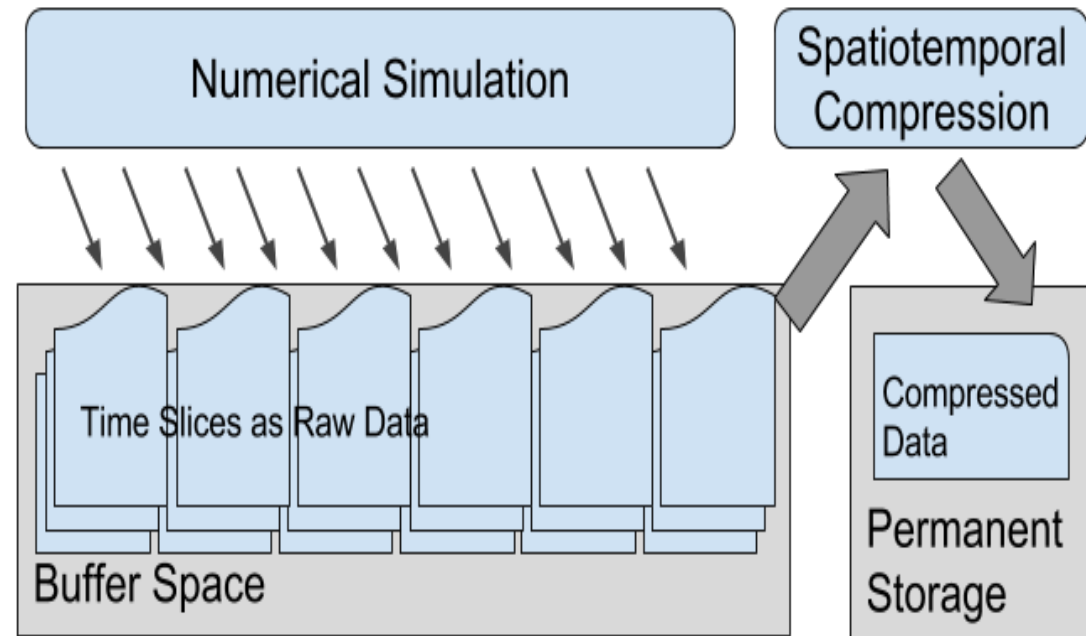 Numerical Simulation
Spatiotemporal
Compression
Time Slices as Raw Data
Compressed
Data
Buffer Space
Permanent
Storage